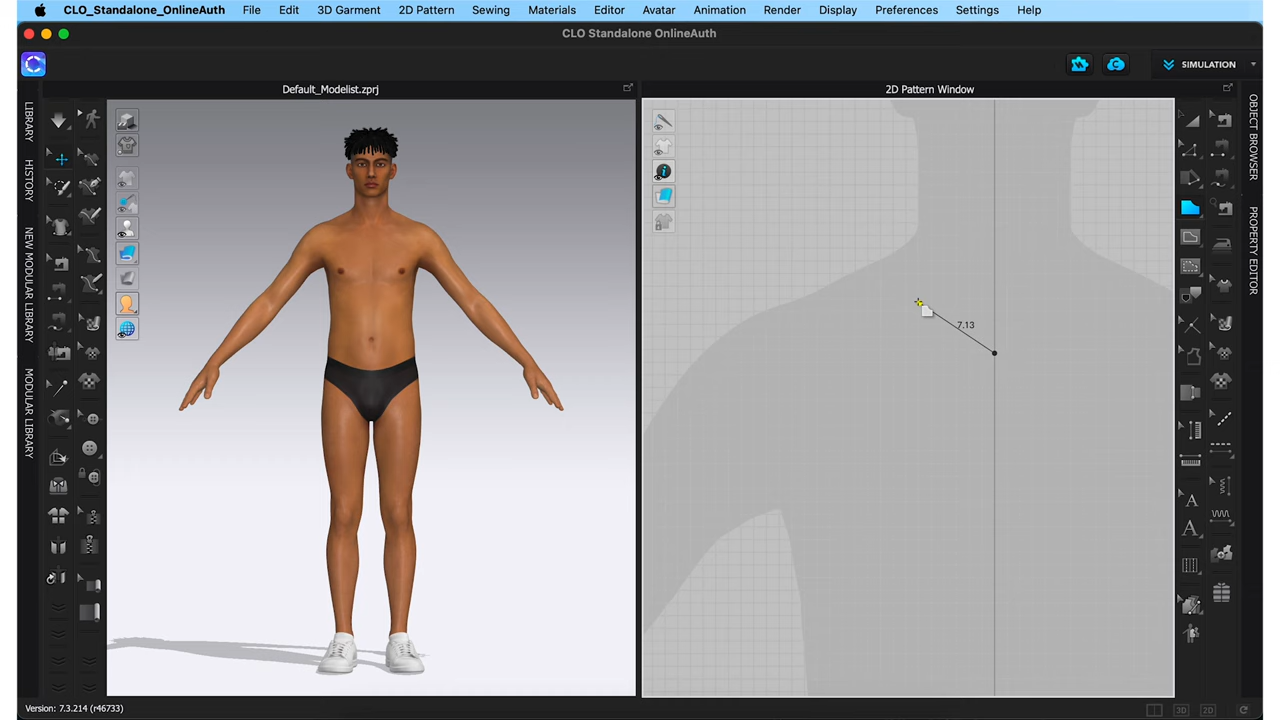 CLO_Standalone_OnlineAuth File Edit 3D Garment 2D Pattern Sewing Materials Editor Avatar Animation Render Display Preferences Settings Help
CLO Standalone OnlineAuth
SIMULATION
Default_Modelist.zprj
2D Pattern Window
LIBRARY
HISTORY
NEW MODULAR LIBRARY
MODULAR LIBRARY
7.13
A
A
OBJECT BROWSER
PROPERTY EDITOR
Version: 7.3.214 (r46733)
3D
2D